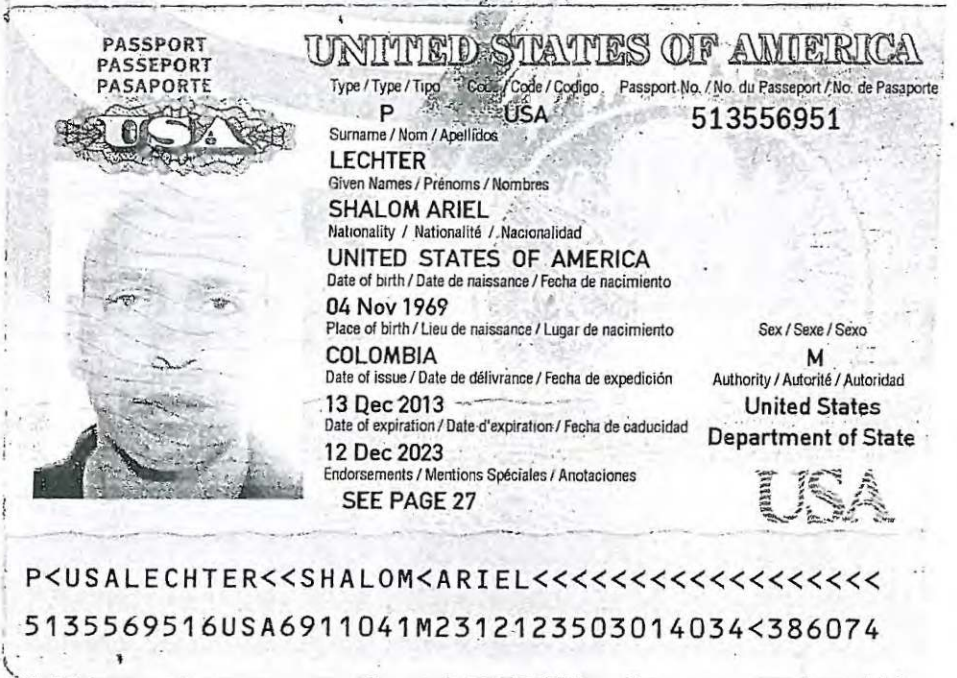 PASSPORT
PASSEPORT
PASAPORTE
USA
UNITED STATES OF AMERICA
Type / Type / Tipo Code / Code / Codigo Passport No. / No. du Passeport / No. de Pasaporte
P USA 513556951
Surname / Nom / Apellidos
LECHTER
Given Names / Prénoms / Nombres
SHALOM ARIEL
Nationality / Nationalité / Nacionalidad
UNITED STATES OF AMERICA
Date of birth / Date de naissance / Fecha de nacimiento
04 Nov 1969
Place of birth / Lieu de naissance / Lugar de nacimiento Sex / Sexe / Sexo
COLOMBIA M
Date of issue / Date de délivrance / Fecha de expedición Authority / Autorité / Autoridad
13 Dec 2013 United States
Date of expiration / Date d'expiration / Fecha de caducidad Department of State
12 Dec 2023
Endorsements / Mentions Spéciales / Anotaciones
SEE PAGE 27
USA
P<USALECHTER<<SHALOM<ARIEL<<<<<<<<<<<<<<<<<<
5135569516USA6911041M2312123503014034<386074